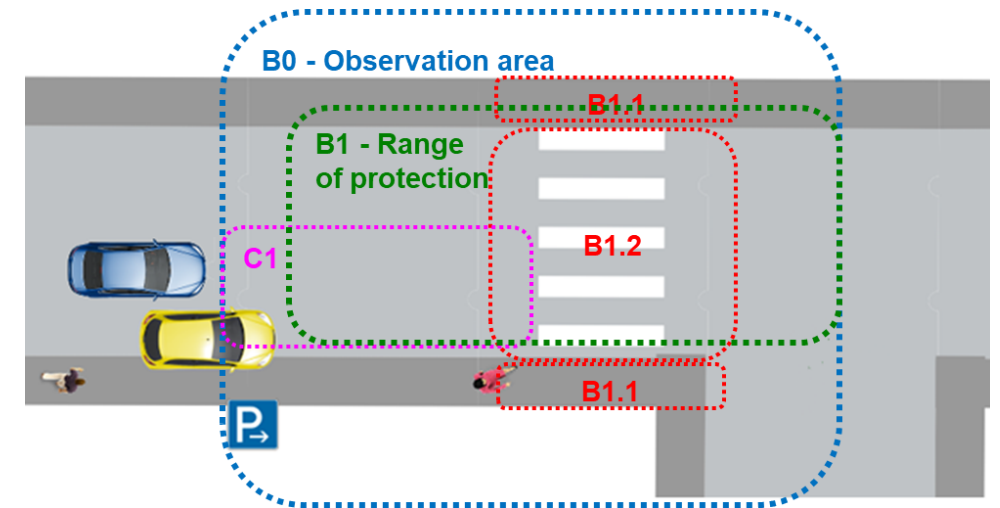 B0 - Observation area
B1.1
B1 - Range
of protection
B1.2
C1
B1.1
P→